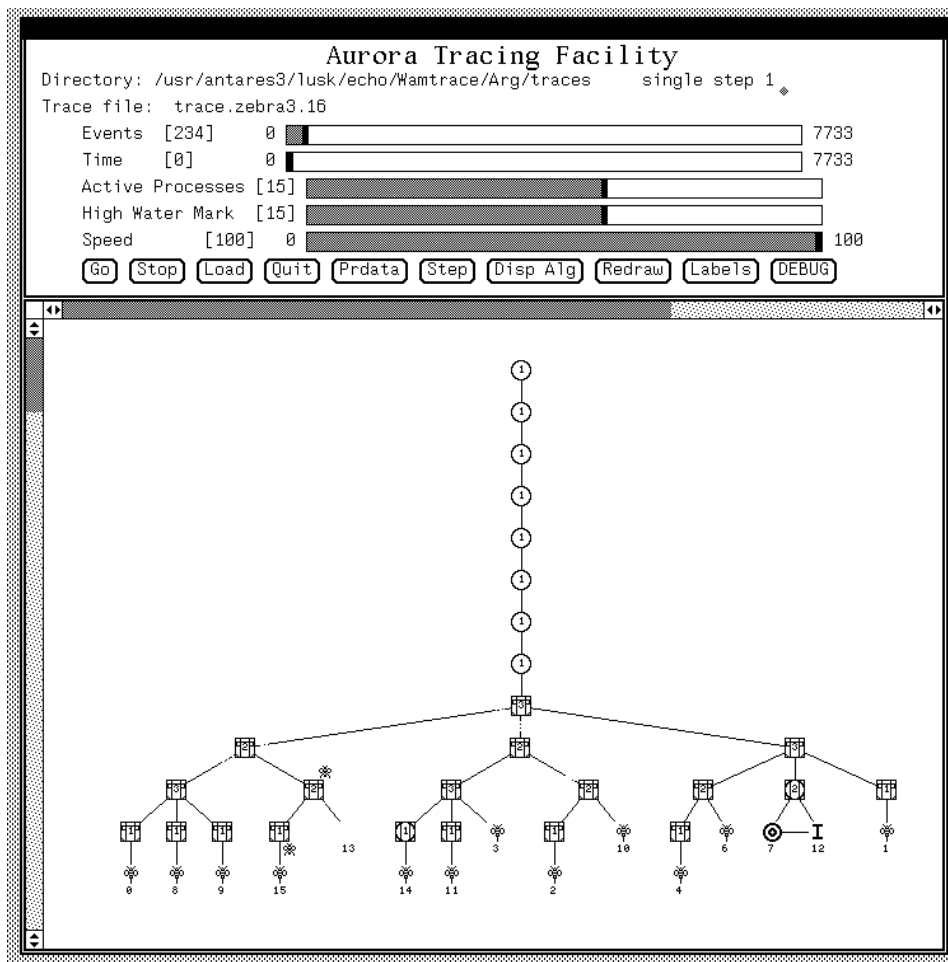 Aurora Tracing Facility
Directory: /usr/antares3/lusk/echo/Wamtrace/Arg/traces single step 1
Trace file: trace.zebra3.16
Events [234] 0 7733
Time [0] 0 7733
Active Processes [15]
High Water Mark [15]
Speed [100] 0 100
Go Stop Load Quit Prdata Step Disp Alg Redraw Labels DEBUG
1
1
1
1
1
1
1
1
3
2 2 3
3 2 3 2 2 2 1
1 1 1 1 1 1 1 1 I
13 3 10 6 7 12 1
0 8 9 15 14 11 2 4